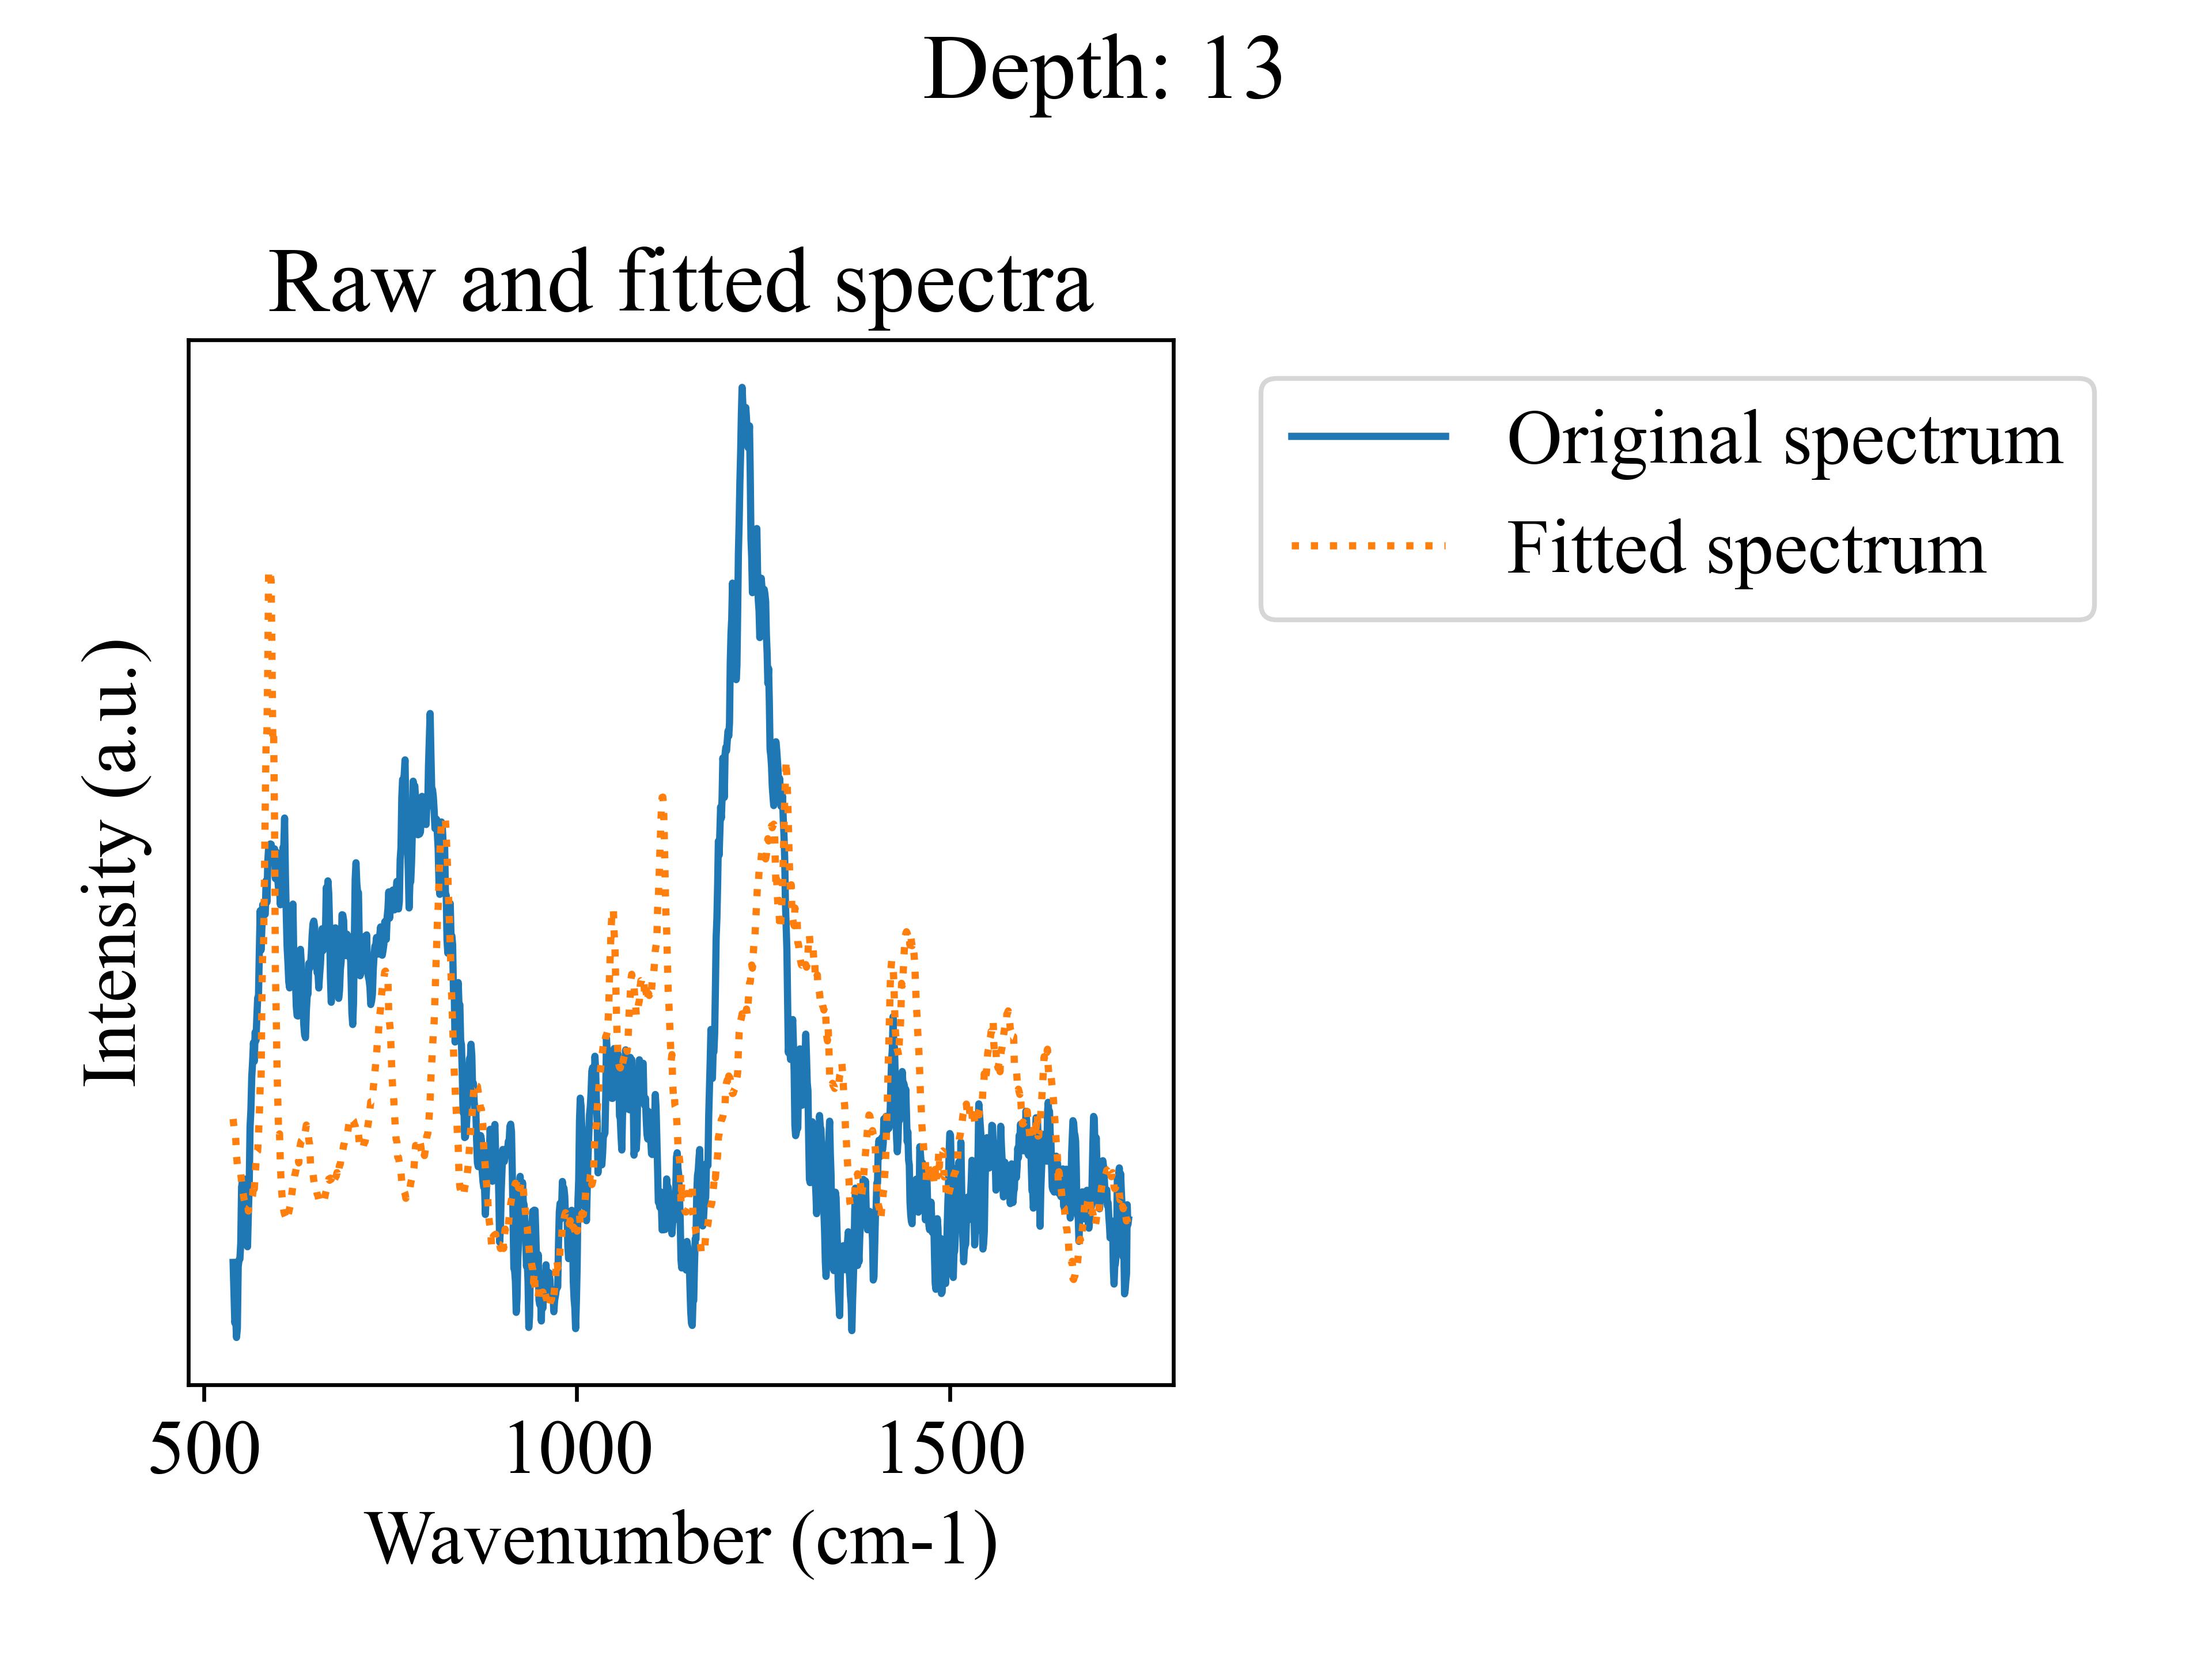 Depth: 13
Raw and fitted spectra
Original spectrum
Fitted spectrum
Intensity (a.u.)
500 1000 1500
Wavenumber (cm-1)